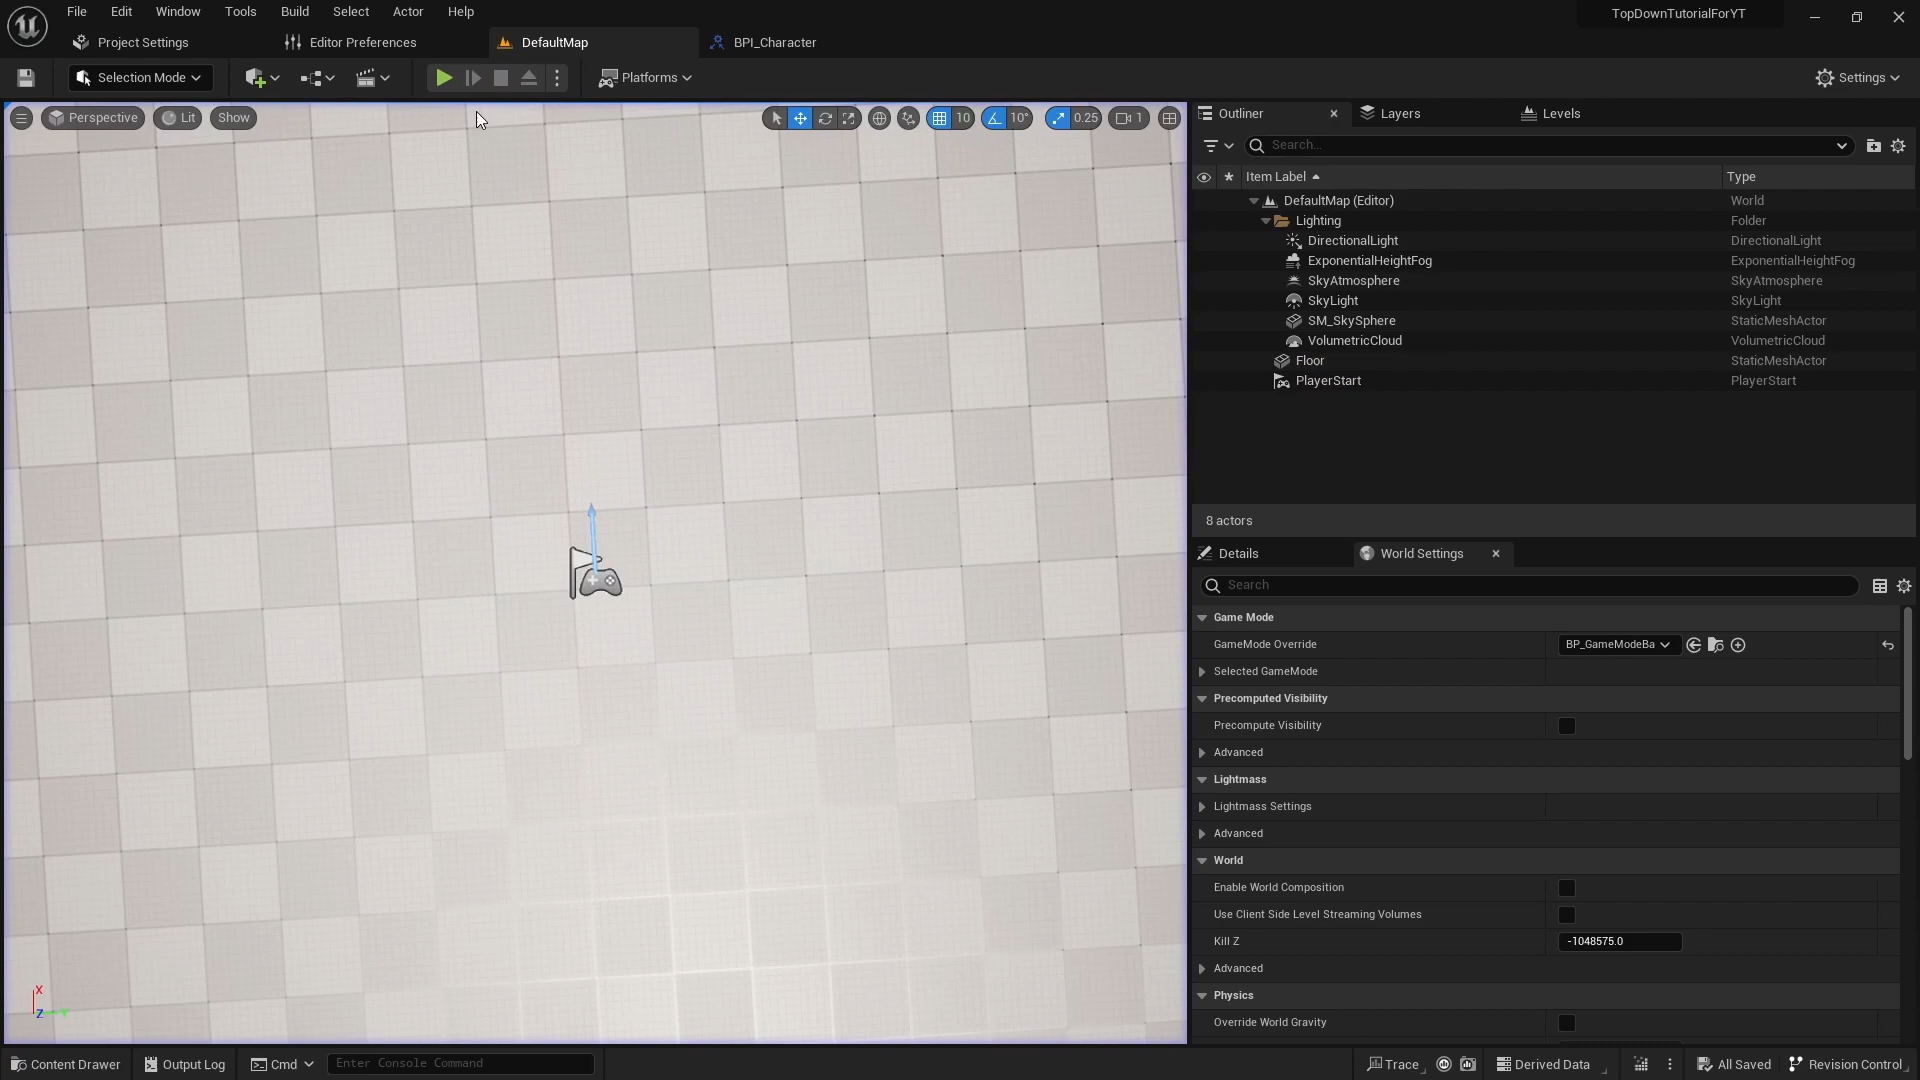 File Edit Window Tools Build Select Actor Help
TopDownTutorialForYT
Project Settings Editor Preferences DefaultMap BPI_Character
Selection Mode Platforms Settings
Perspective Lit Show 10 10° 0.25 1
Outliner Layers Levels
Search...
Item Label Type
DefaultMap (Editor) World
Lighting Folder
DirectionalLight DirectionalLight
ExponentialHeightFog ExponentialHeightFog
SkyAtmosphere SkyAtmosphere
SkyLight SkyLight
SM_SkySphere StaticMeshActor
VolumetricCloud VolumetricCloud
Floor StaticMeshActor
PlayerStart PlayerStart
8 actors
Details World Settings
Search
Game Mode
GameMode Override BP_GameModeBa
Selected GameMode
Precomputed Visibility
Precompute Visibility
Advanced
Lightmass
Lightmass Settings
Advanced
World
Enable World Composition
Use Client Side Level Streaming Volumes
Kill Z -1048575.0
Advanced
Physics
Override World Gravity
X
Z Y
Content Drawer Output Log Cmd Enter Console Command Trace Derived Data All Saved Revision Control